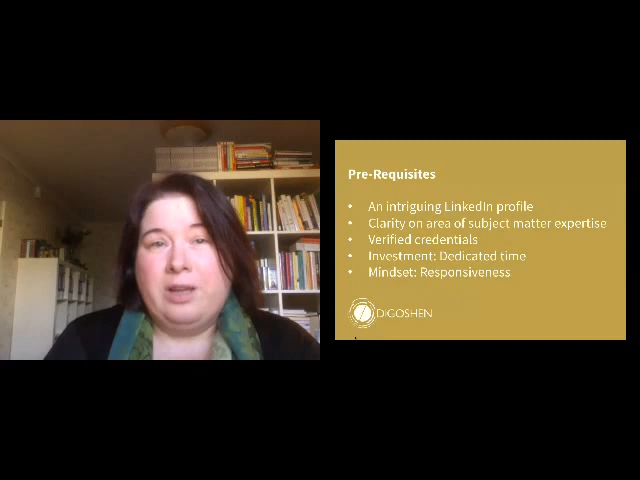 Pre-Requisites
• An intriguing LinkedIn profile
• Clarity on area of subject matter expertise
• Verified credentials
• Investment: Dedicated time
• Mindset: Responsiveness
DIGOSHEN